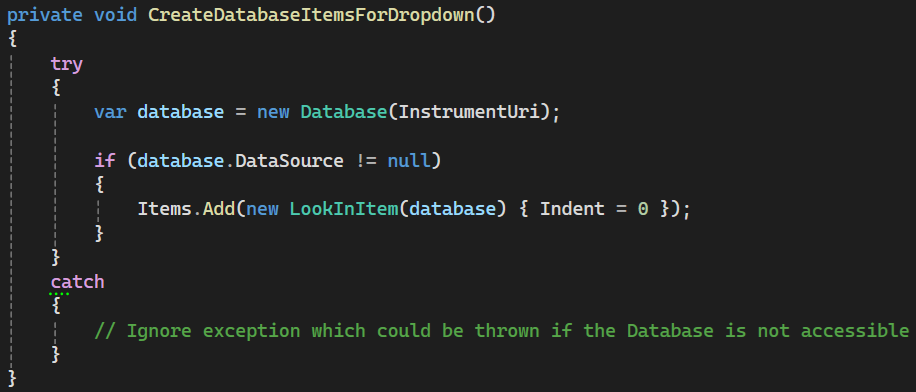 private void CreateDatabaseItemsForDropdown()
{
    try
    {
        var database = new Database(InstrumentUri);

        if (database.DataSource != null)
        {
            Items.Add(new LookInItem(database) { Indent = 0 });
        }
    }
    catch
    {
        // Ignore exception which could be thrown if the Database is not accessible
    }
}